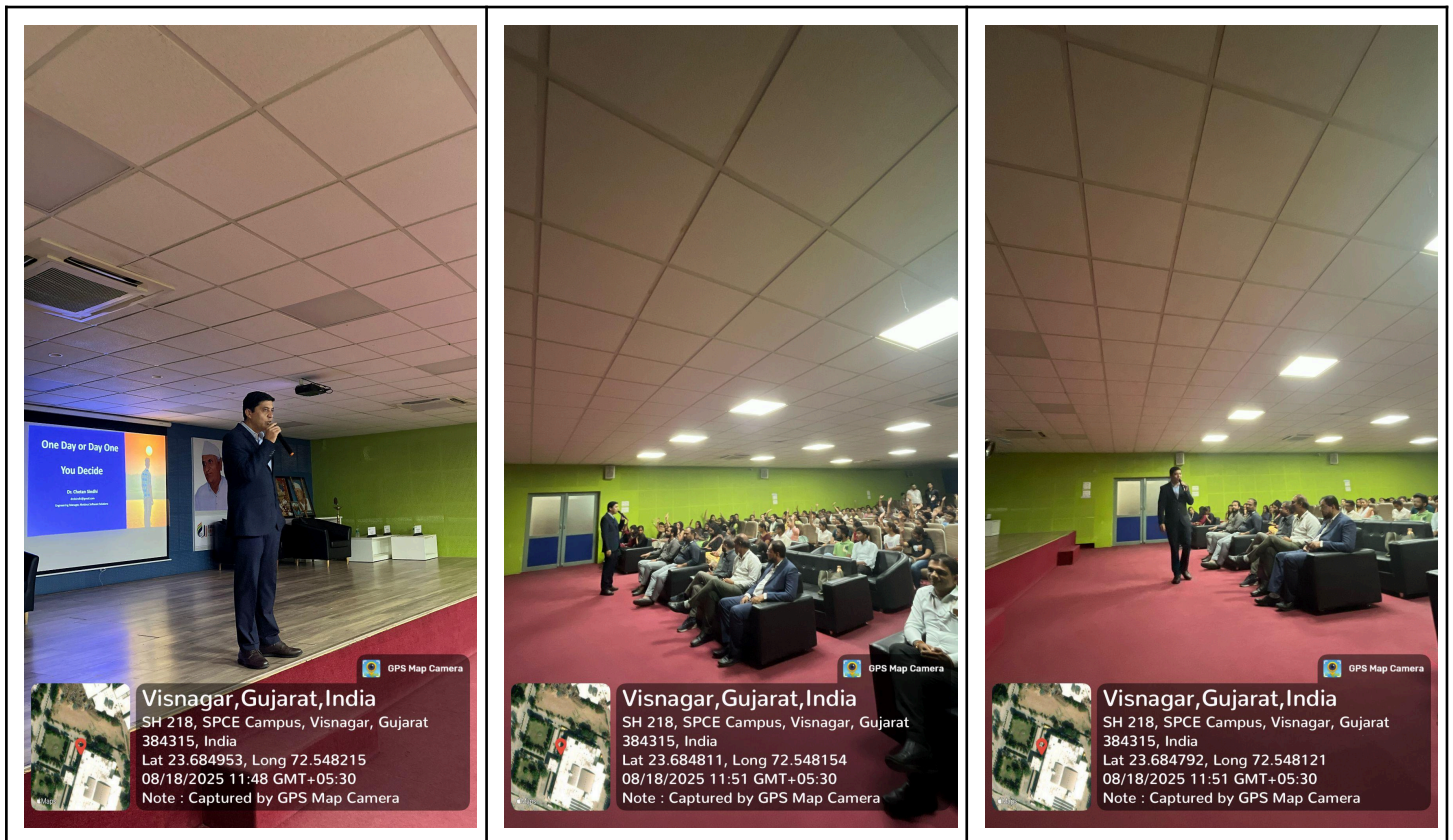 One Day or Day One
You Decide
Dr. Chetan Sindhi
GPS Map Camera
Visnagar,Gujarat,India
SH 218, SPCE Campus, Visnagar, Gujarat
384315, India
Lat 23.684953, Long 72.548215
08/18/2025 11:48 GMT+05:30
Note : Captured by GPS Map Camera
Maps
GPS Map Camera
Visnagar,Gujarat,India
SH 218, SPCE Campus, Visnagar, Gujarat
384315, India
Lat 23.684811, Long 72.548154
08/18/2025 11:51 GMT+05:30
Note : Captured by GPS Map Camera
Maps
GPS Map Camera
Visnagar,Gujarat,India
SH 218, SPCE Campus, Visnagar, Gujarat
384315, India
Lat 23.684792, Long 72.548121
08/18/2025 11:51 GMT+05:30
Note : Captured by GPS Map Camera
Maps